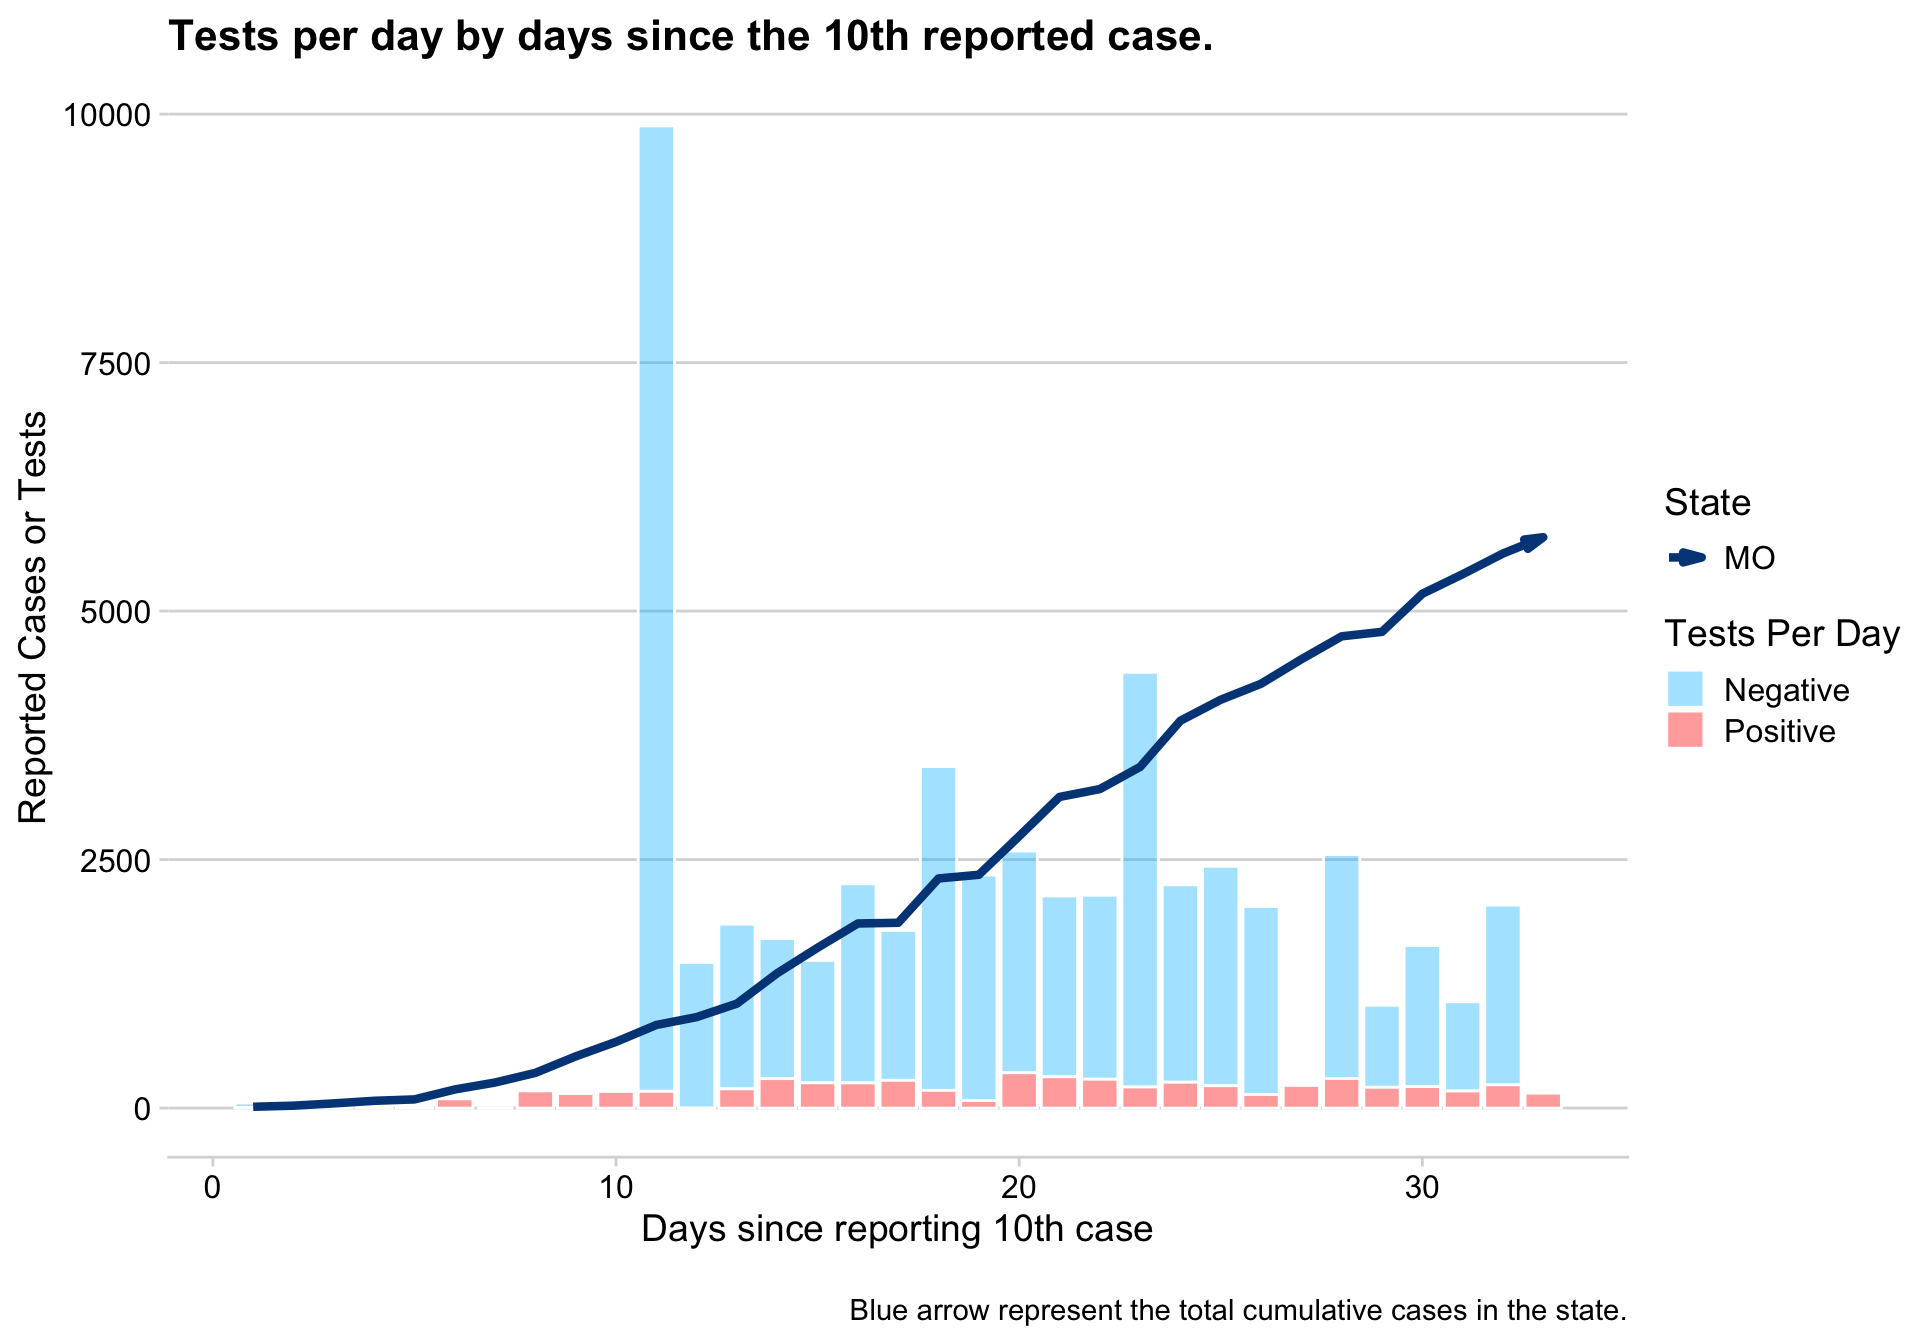 Tests per day by days since the 10th reported case.
10000
7500
5000
2500
0
Reported Cases or Tests
0 10 20 30
Days since reporting 10th case
State
MO
Tests Per Day
Negative
Positive
Blue arrow represent the total cumulative cases in the state.